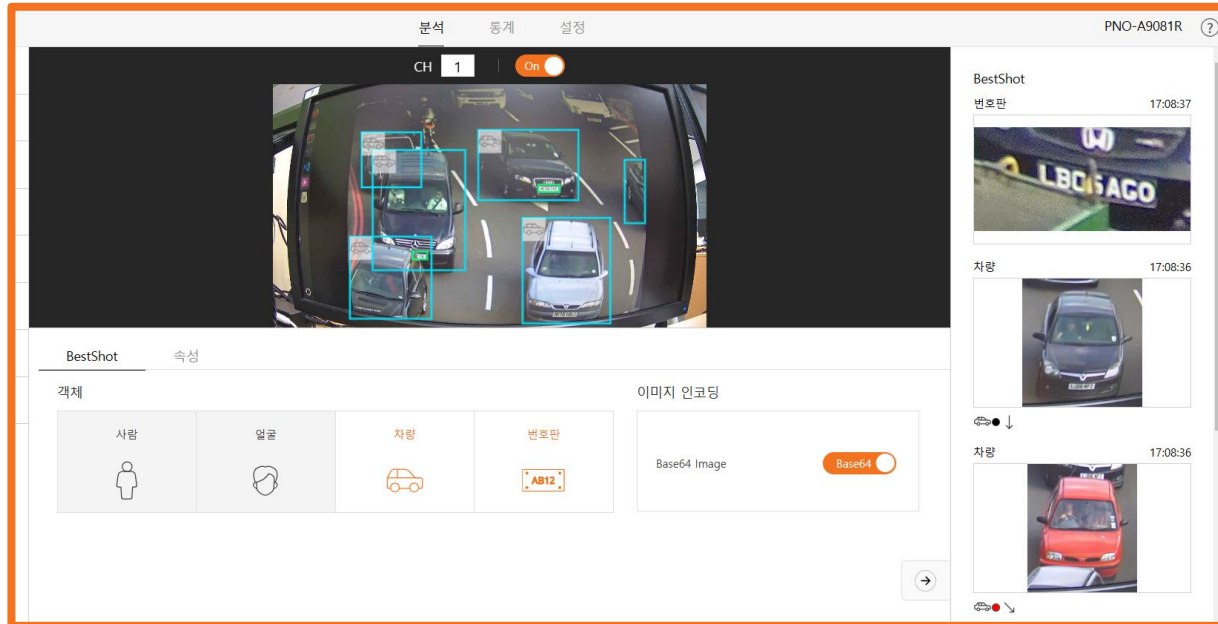 분석 통계 설정
PNO-A9081R ?
CH 1 On
BestShot
번호판 17:08:37
차량 17:08:36
차량 17:08:36
BestShot 속성
객체
사람 얼굴 차량 번호판
AB12
이미지 인코딩
Base64 Image Base64